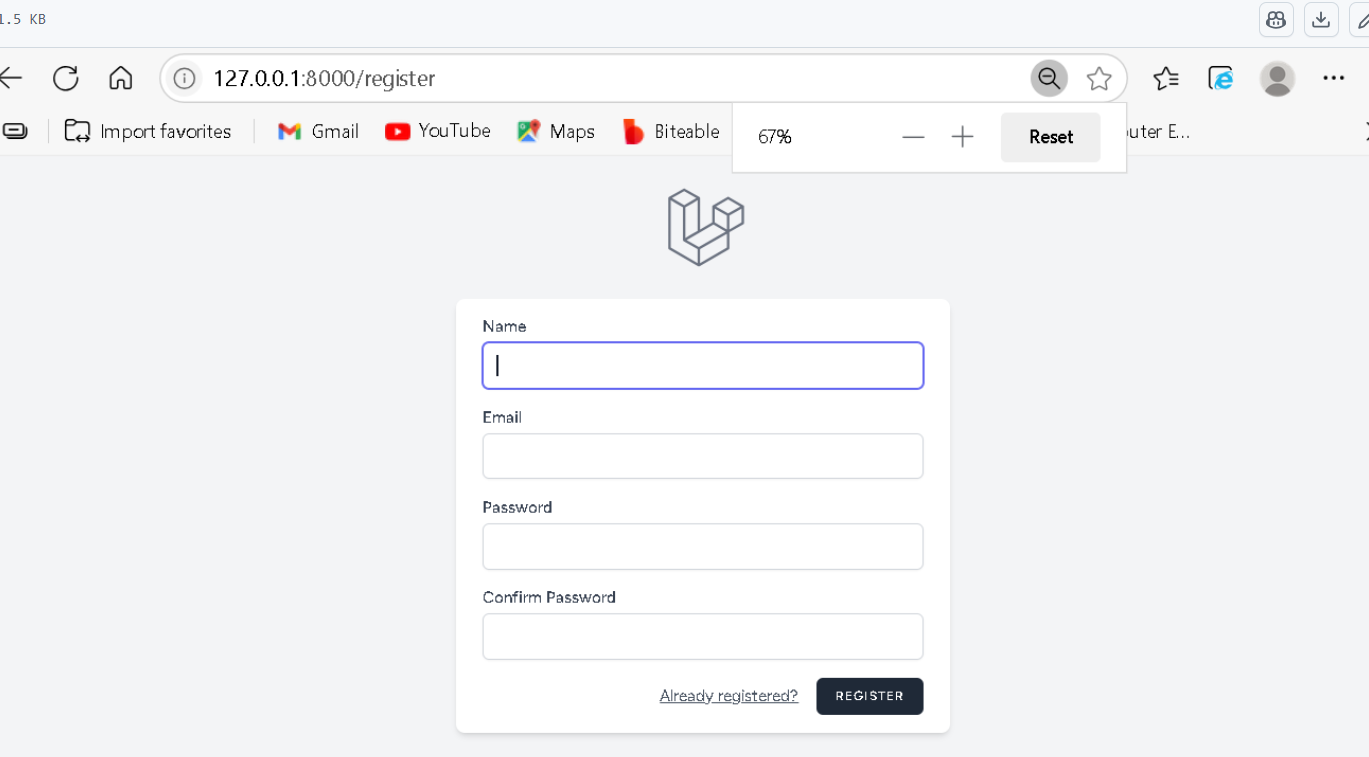 1.5 KB
127.0.0.1:8000/register
Import favorites Gmail YouTube Maps Biteable 67% Reset uter E...
Name
Email
Password
Confirm Password
Already registered? REGISTER